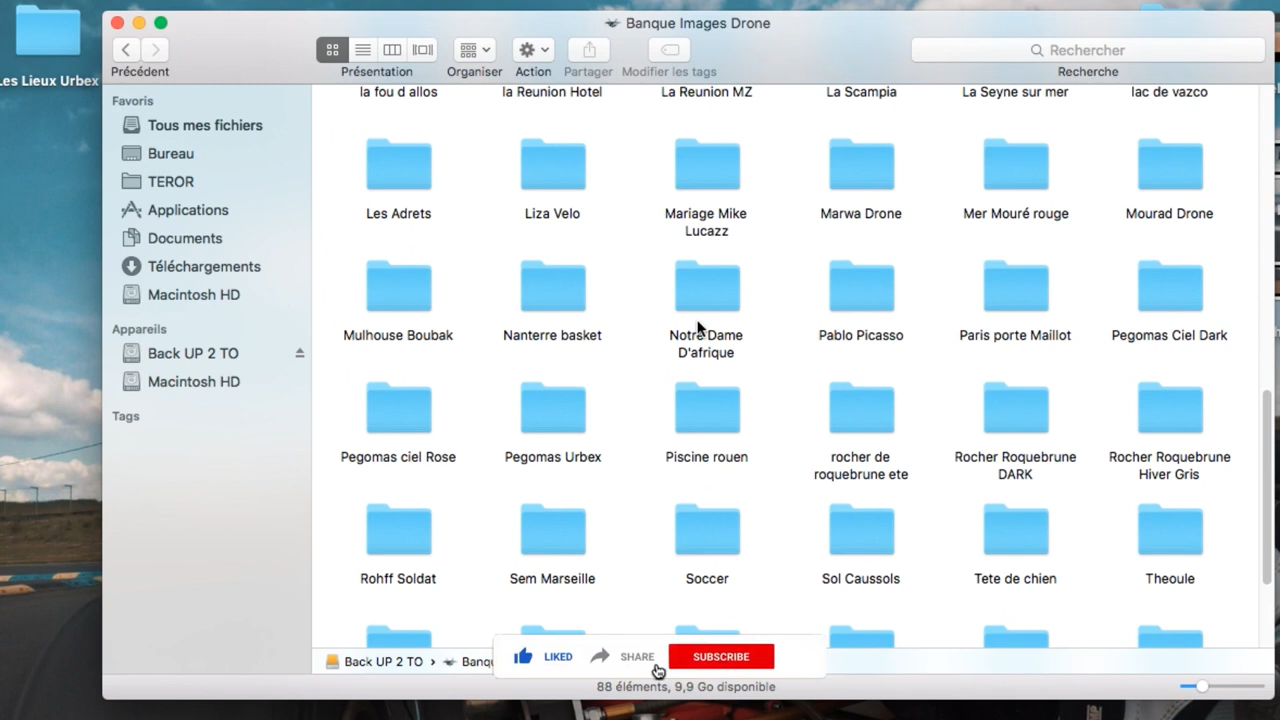 Banque Images Drone
Précédent
Présentation
Organiser
Action
Partager
Modifier les tags
Rechercher
Recherche
Les Lieux Urbex
Favoris
Tous mes fichiers
Bureau
TEROR
Applications
Documents
Téléchargements
Macintosh HD
Appareils
Back UP 2 TO
Macintosh HD
Tags
la fou d allos
la Reunion Hotel
La Reunion MZ
La Scampia
La Seyne sur mer
lac de vazco
Les Adrets
Liza Velo
Mariage Mike
Lucazz
Marwa Drone
Mer Mouré rouge
Mourad Drone
Mulhouse Boubak
Nanterre basket
Notre Dame
D'afrique
Pablo Picasso
Paris porte Maillot
Pegomas Ciel Dark
Pegomas ciel Rose
Pegomas Urbex
Piscine rouen
rocher de
roquebrune ete
Rocher Roquebrune
DARK
Rocher Roquebrune
Hiver Gris
Rohff Soldat
Sem Marseille
Soccer
Sol Caussols
Tete de chien
Theoule
Back UP 2 TO › Banqu
LIKED
SHARE
SUBSCRIBE
88 éléments, 9,9 Go disponible